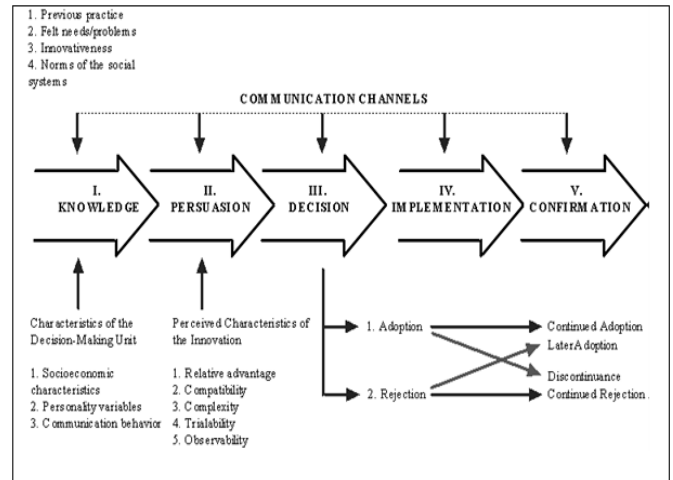 1. Previous practice
2. Felt needs/problems
3. Innovativeness
4. Norms of the social
systems
COMMUNICATION CHANNELS
I.
KNOWLEDGE
II.
PERSUASION
III.
DECISION
IV.
IMPLEMENTATION
V.
CONFIRMATION
Characteristics of the
Decision-Making Unit
1. Socioeconomic
characteristics
2. Personality variables
3. Communication behavior
Perceived Characteristics of
the Innovation
1. Relative advantage
2. Compatibility
3. Complexity
4. Trialability
5. Observability
1. Adoption
2. Rejection
Continued Adoption
Later Adoption
Discontinuance
Continued Rejection.